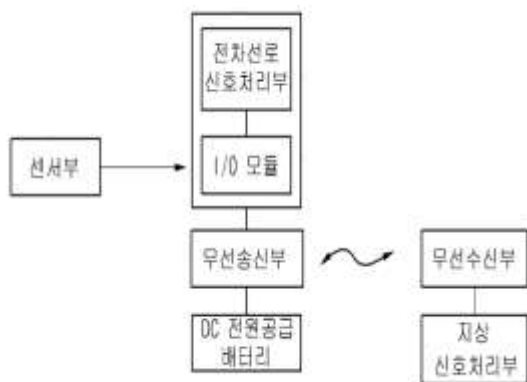 전차선로
신호처리부
센서부
I/O 모듈
무선송신부
무선수신부
DC 전원공급
배터리
지상
신호처리부